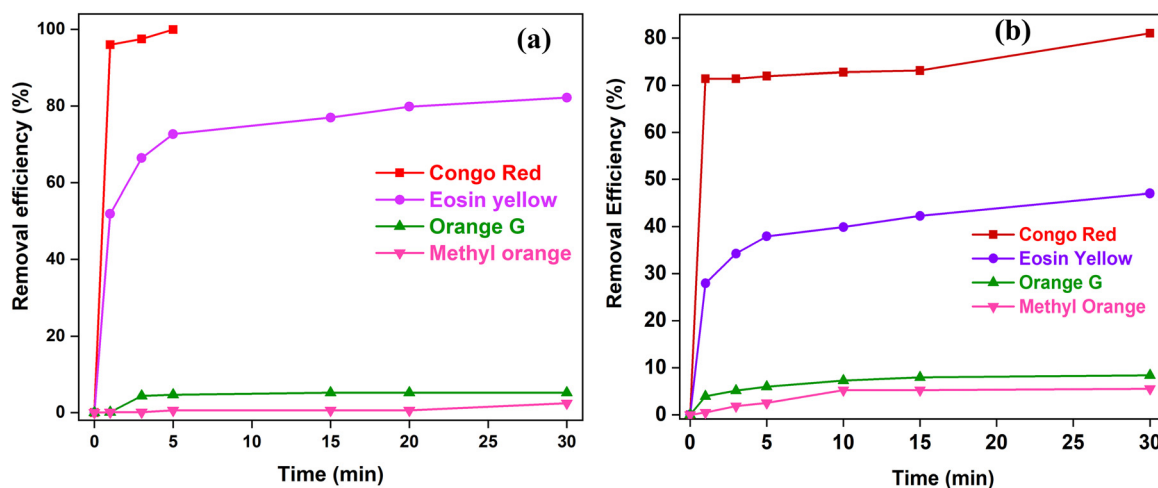 (a)
Removal efficiency (%)
100
80
60
40
20
0
Congo Red
Eosin yellow
Orange G
Methyl orange
0 5 10 15 20 25 30
Time (min)
(b)
Removal Efficiency (%)
80
70
60
50
40
30
20
10
0
Congo Red
Eosin Yellow
Orange G
Methyl Orange
0 5 10 15 20 25 30
Time (min)